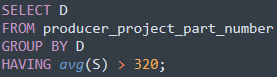 SELECT D
FROM producer_project_part_number
GROUP BY D
HAVING avg(S) > 320;